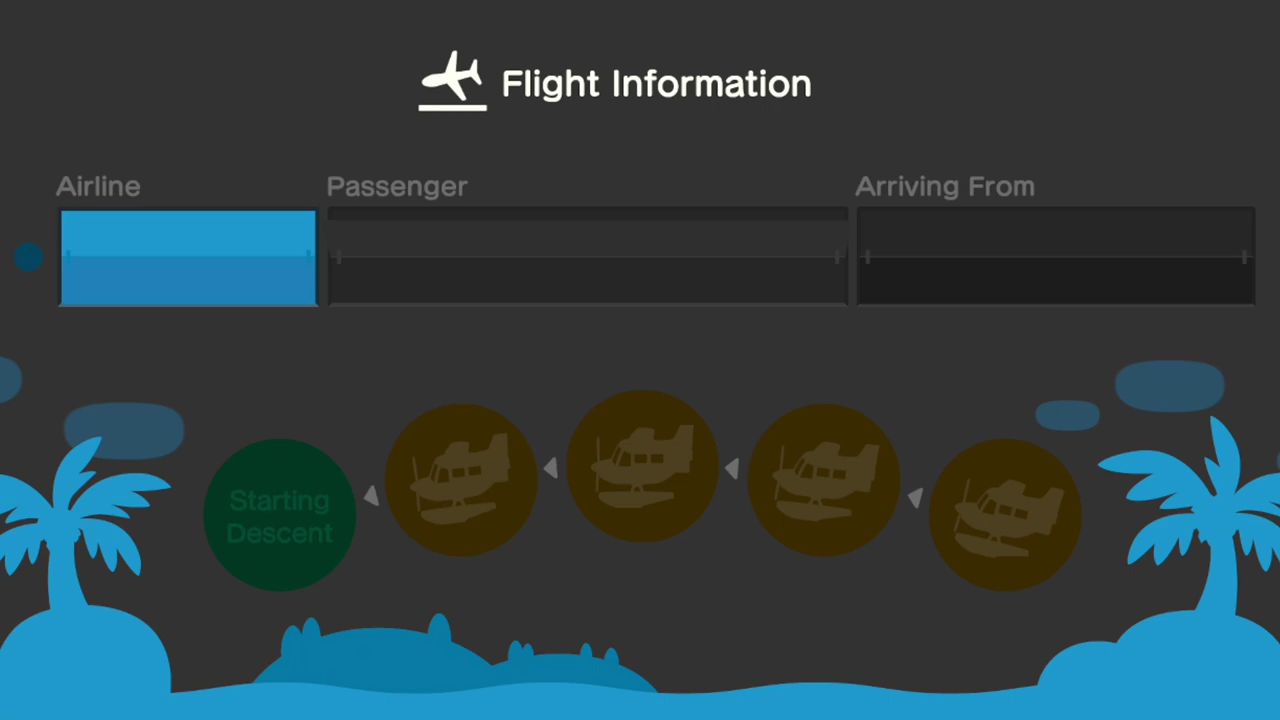 Flight Information
Airline
Passenger
Arriving From
Starting
Descent